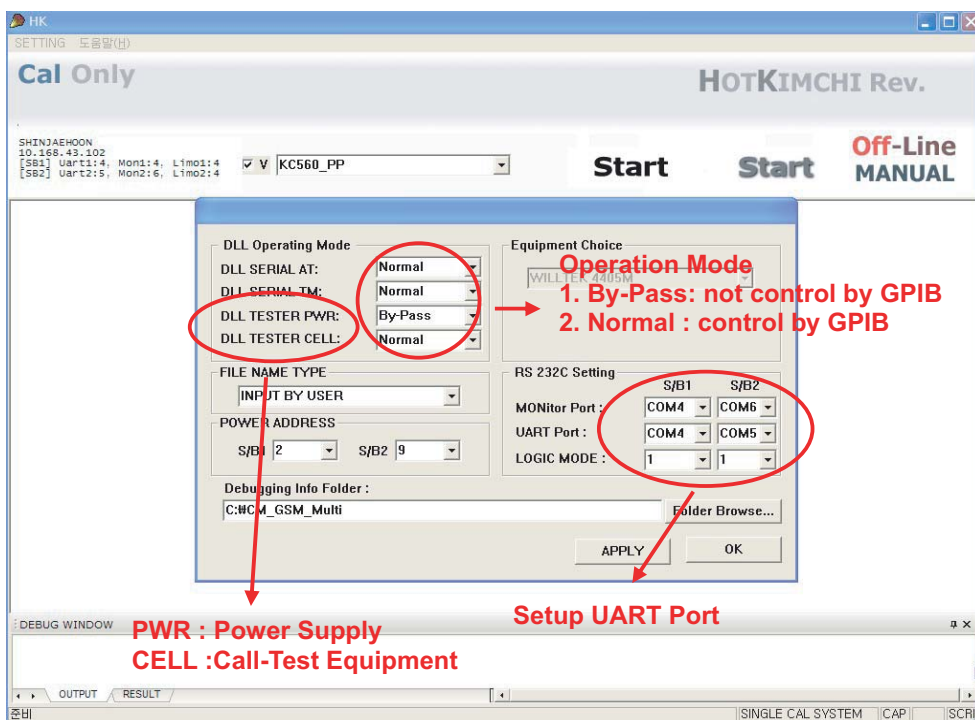 HK
SETTING 도움말(H)
Cal Only
HOTKIMCHI Rev.
SHINJAEHOON
10.168.43.102
[SB1] Uart1:4, Mon1:4, Limo1:4
[SB2] Uart2:5, Mon2:6, Limo2:4
V KC560_PP
Start
Start
Off-Line
MANUAL
DLL Operating Mode
DLL SERIAL AT: Normal
DLL SERIAL TM: Normal
DLL TESTER PWR: By-Pass
DLL TESTER CELL: Normal
Equipment Choice
WILLTEK 4405M
Operation Mode
1. By-Pass: not control by GPIB
2. Normal : control by GPIB
FILE NAME TYPE
INPUT BY USER
POWER ADDRESS
S/B1 2 S/B2 9
RS 232C Setting
S/B1 S/B2
MONitor Port : COM4 COM6
UART Port : COM4 COM5
LOGIC MODE : 1 1
Debugging Info Folder :
C:₩CM_GSM_Multi
Folder Browse...
APPLY OK
Setup UART Port
DEBUG WINDOW
PWR : Power Supply
CELL :Call-Test Equipment
OUTPUT RESULT
준비
SINGLE CAL SYSTEM CAP SCRI